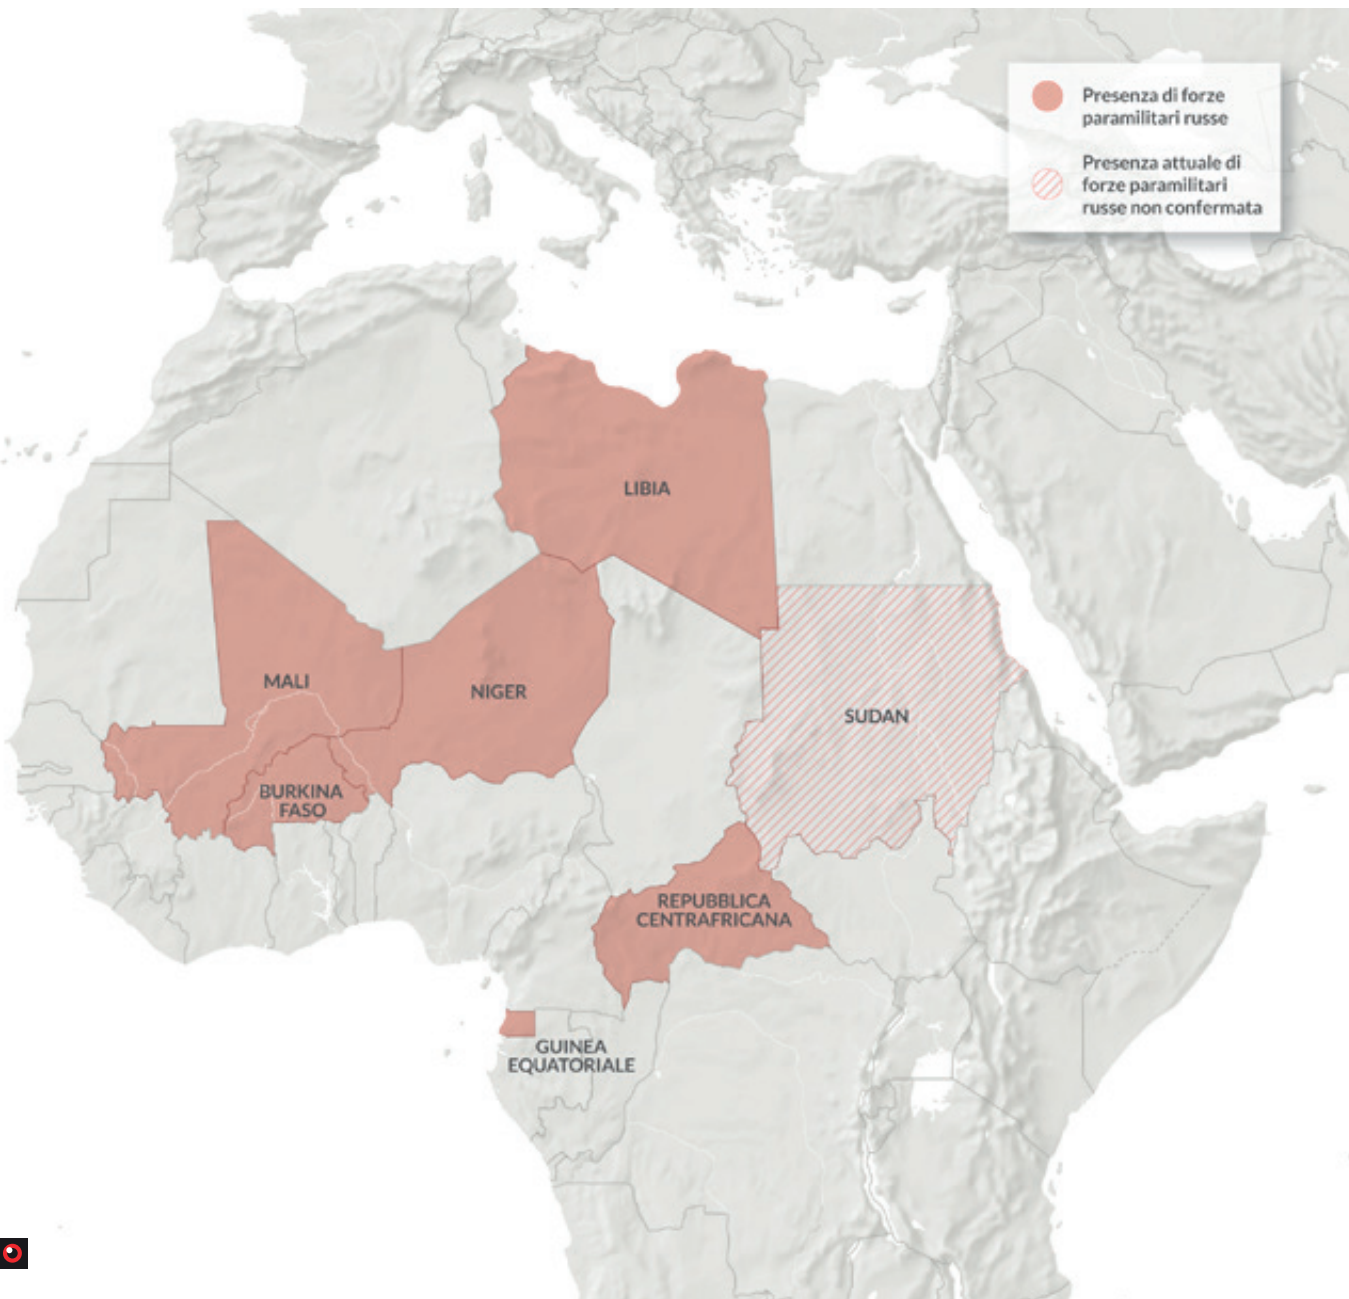 Presenza di forze
paramilitari russe
Presenza attuale di
forze paramilitari
russe non confermata
LIBIA
MALI
NIGER
SUDAN
BURKINA
FASO
REPUBBLICA
CENTRAFRICANA
GUINEA
EQUATORIALE